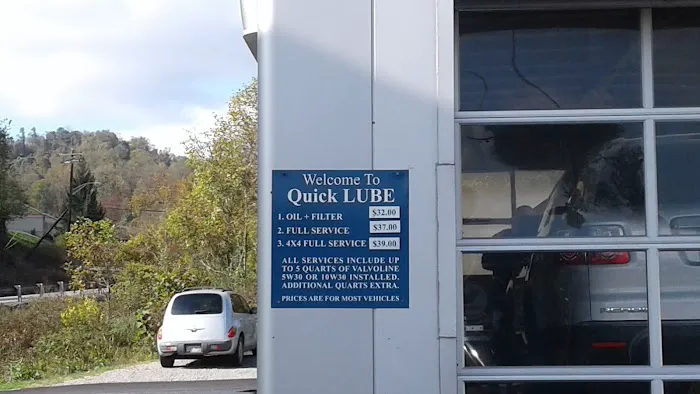 Welcome To
Quick LUBE
1. OIL + FILTER $32.00
2. FULL SERVICE $37.00
3. 4X4 FULL SERVICE $39.00
ALL SERVICES INCLUDE UP
TO 5 QUARTS OF VALVOLINE
5W30 OR 10W30 INSTALLED.
ADDITIONAL QUARTS EXTRA.
PRICES ARE FOR MOST VEHICLES